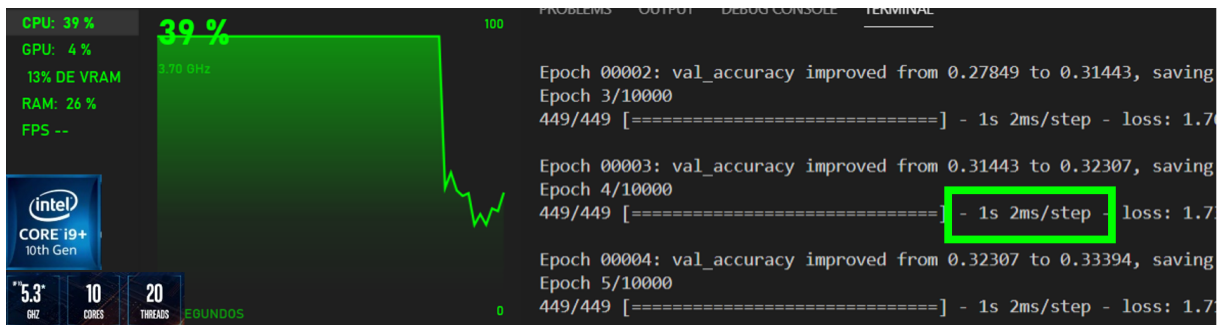 CPU: 39 %
GPU: 4 %
13% DE VRAM
RAM: 26 %
FPS --
39 %
3.70 GHz
100
0
EGUNDOS
intel
CORE i9+
10th Gen
5.3*
GHZ
10
CORES
20
THREADS
PROBLEMS OUTPUT DEBUG CONSOLE TERMINAL
Epoch 00002: val_accuracy improved from 0.27849 to 0.31443, saving
Epoch 3/10000
449/449 [==============================] - 1s 2ms/step - loss: 1.7
Epoch 00003: val_accuracy improved from 0.31443 to 0.32307, saving
Epoch 4/10000
449/449 [==============================] - 1s 2ms/step - loss: 1.7
Epoch 00004: val_accuracy improved from 0.32307 to 0.33394, saving
Epoch 5/10000
449/449 [==============================] - 1s 2ms/step - loss: 1.7